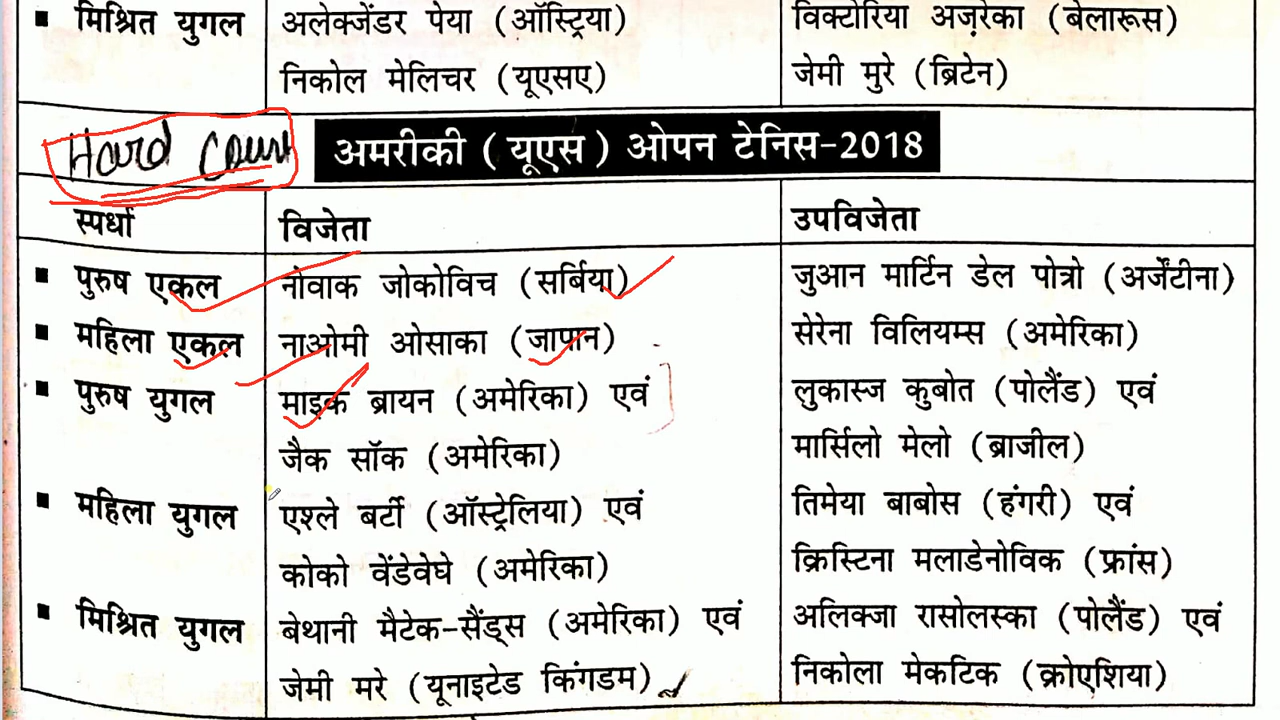 ▪ मिश्रित युगल अलेक्जेंडर पेया (ऑस्ट्रिया) विक्टोरिया अज़रेका (बेलारूस)
निकोल मेलिचर (यूएसए) जेमी मुरे (ब्रिटेन)
Hard Court अमरीकी (यूएस) ओपन टेनिस-2018
स्पर्धा विजेता उपविजेता
▪ पुरुष एकल नोवाक जोकोविच (सर्बिया) जुआन मार्टिन डेल पोत्रो (अर्जेंटीना)
▪ महिला एकल नाओमी ओसाका (जापान) सेरेना विलियम्स (अमेरिका)
▪ पुरुष युगल माइक ब्रायन (अमेरिका) एवं लुकास्ज कुबोत (पोलैंड) एवं
जैक सॉक (अमेरिका) मार्सिलो मेलो (ब्राजील)
▪ महिला युगल एश्ले बर्टी (ऑस्ट्रेलिया) एवं तिमेया बाबोस (हंगरी) एवं
कोको वेंडेवेघे (अमेरिका) क्रिस्टिना मलाडेनोविक (फ्रांस)
▪ मिश्रित युगल बेथानी मैटेक-सैंड्स (अमेरिका) एवं अलिक्जा रासोलस्का (पोलैंड) एवं
जेमी मरे (यूनाइटेड किंगडम) निकोला मेकटिक (क्रोएशिया)